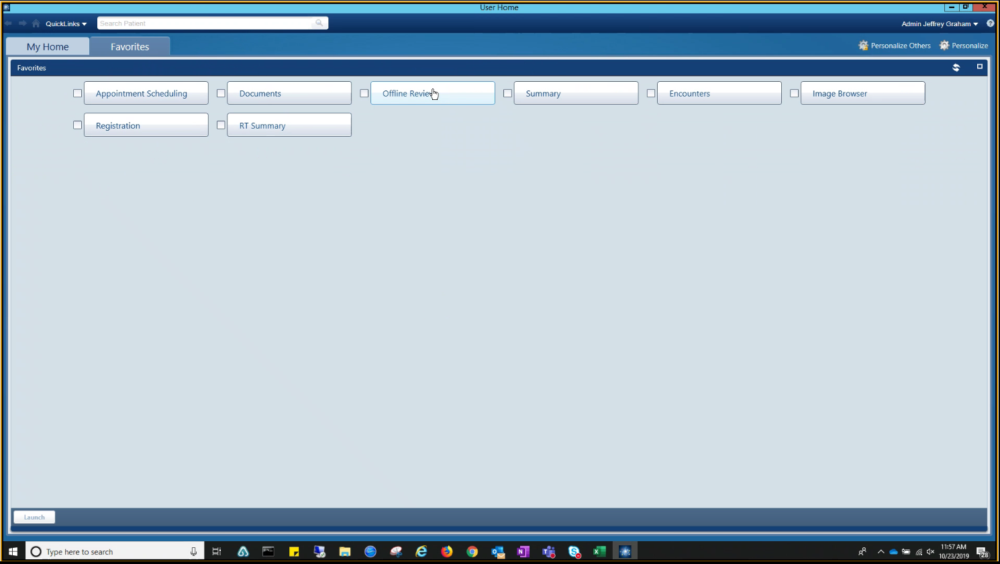 User Home
QuickLinks
Search Patient
Admin Jeffrey Graham
My Home
Favorites
Personalize Others
Personalize
Favorites
Appointment Scheduling
Documents
Offline Review
Summary
Encounters
Image Browser
Registration
RT Summary
Launch
Type here to search
11:57 AM
10/23/2019
28